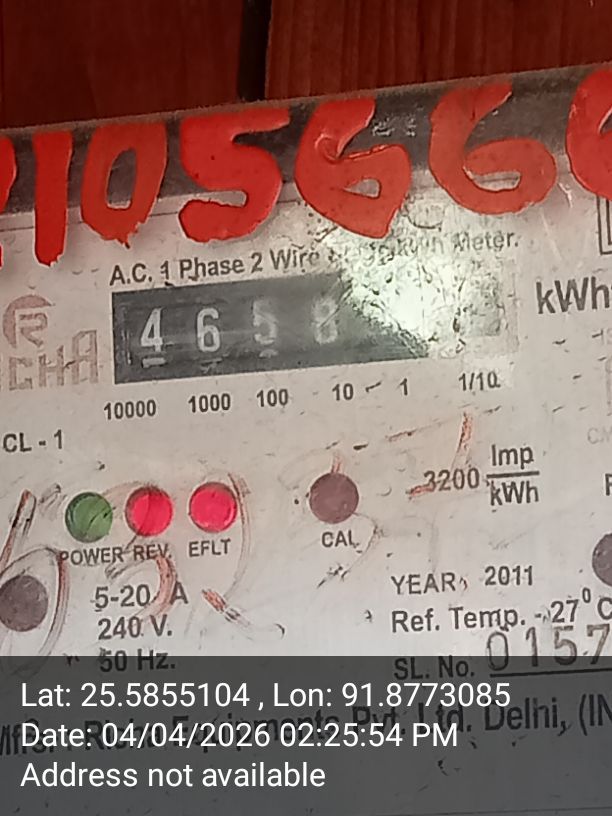 210566
A.C. 1 Phase 2 Wire Meter.
4 6 5 8
kWh
10000 1000 100 10 1 1/10
CL - 1
3200 Imp/kWh
POWER REV. EFLT CAL
5-20 A
240 V.
50 Hz.
YEAR 2011
Ref. Temp. - 27°C
SL. No. 0157
Lat: 25.5855104 , Lon: 91.8773085
Date: 04/04/2026 02:25:54 PM
Pvt. Ltd. Delhi, (IN
Address not available